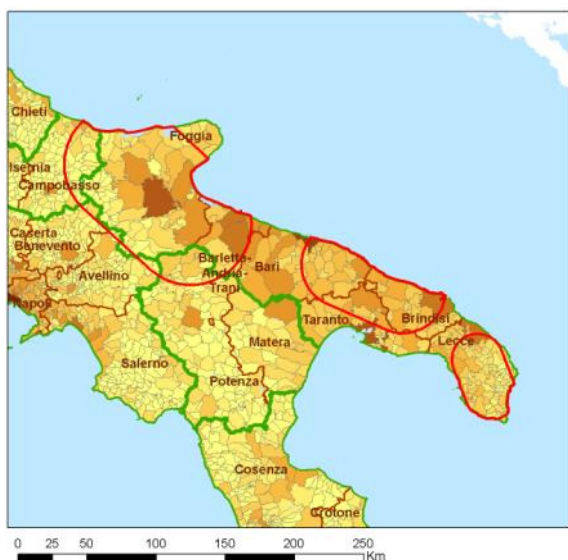 Chieti
Foggia
Isernia
Campobasso
Caserta
Benevento
Barletta-
Andria-
Trani
Bari
Avellino
Napoli
Taranto
Brindisi
Lecce
Matera
Salerno
Potenza
Cosenza
Crotone
0 25 50 100 150 200 250
Km